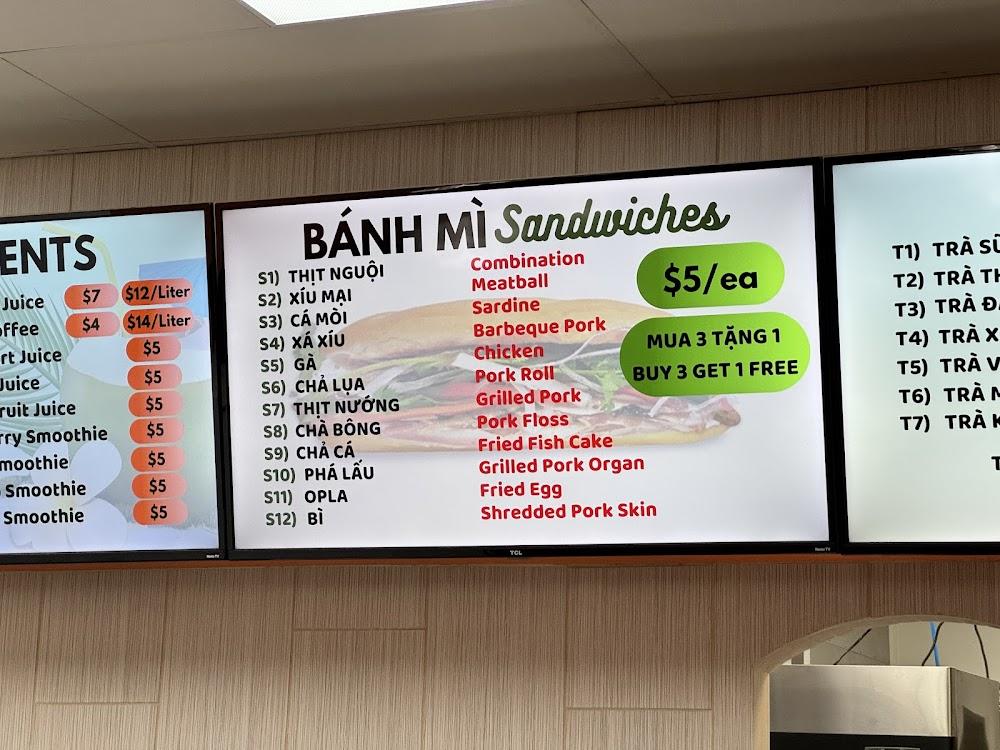 ENTS
Juice $7 $12/Liter
offee $4 $14/Liter
rt Juice $5
Juice $5
ruit Juice $5
rry Smoothie $5
moothie $5
Smoothie $5
Smoothie $5
BÁNH MÌ Sandwiches
S1) THỊT NGUỘI Combination
S2) XÍU MẠI Meatball
S3) CÁ MÒI Sardine
S4) XÁ XÍU Barbeque Pork
S5) GÀ Chicken
S6) CHẢ LỤA Pork Roll
S7) THỊT NƯỚNG Grilled Pork
S8) CHÀ BÔNG Pork Floss
S9) CHẢ CÁ Fried Fish Cake
S10) PHÁ LẤU Grilled Pork Organ
S11) OPLA Fried Egg
S12) BÌ Shredded Pork Skin
$5/ea
MUA 3 TẶNG 1
BUY 3 GET 1 FREE
TCL
Roku TV
Roku TV
T1) TRÀ SỮ
T2) TRÀ TH
T3) TRÀ ĐÀ
T4) TRÀ X
T5) TRÀ V
T6) TRÀ M
T7) TRÀ K